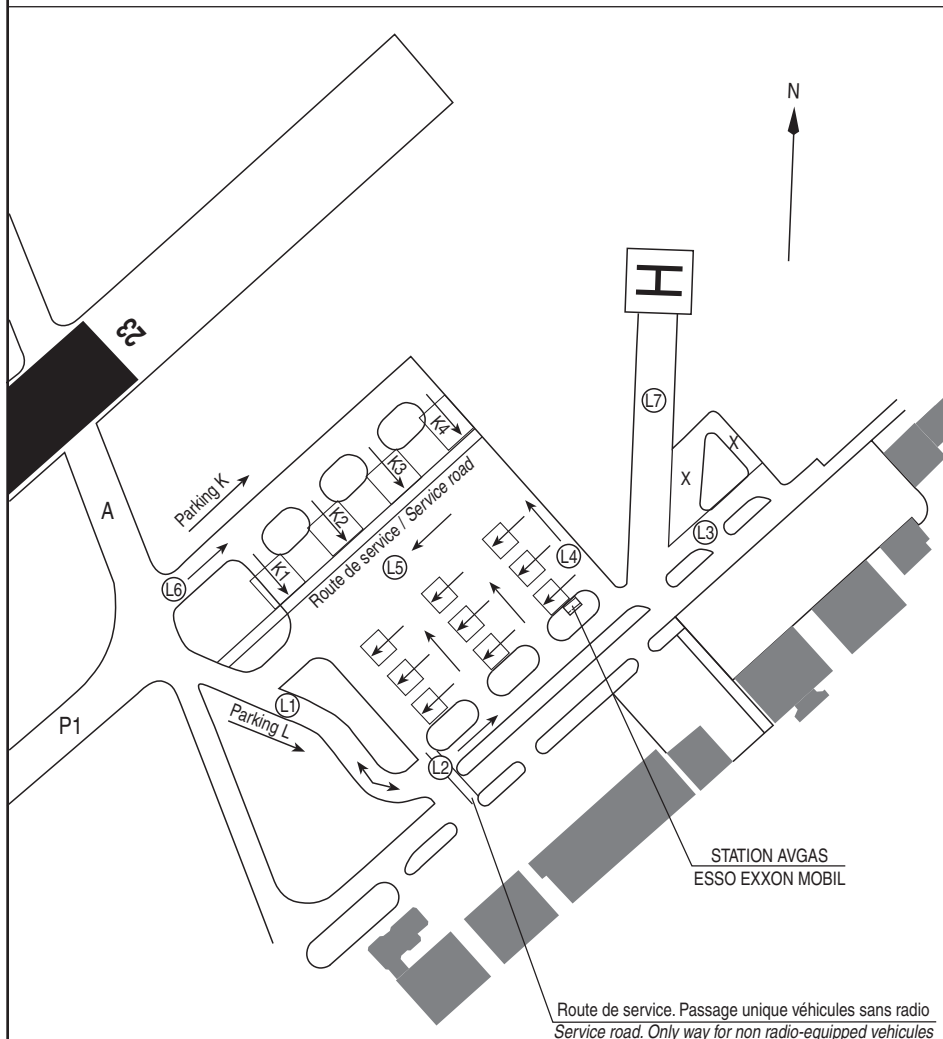 N
23
H
L7
K4
Parking K
K3
X
X
A
K2
L3
Route de service / Service road
L4
L5
K1
L6
L1
Parking L
P1
L2
STATION AVGAS
ESSO EXXON MOBIL
Route de service. Passage unique véhicules sans radio
Service road. Only way for non radio-equipped vehicules